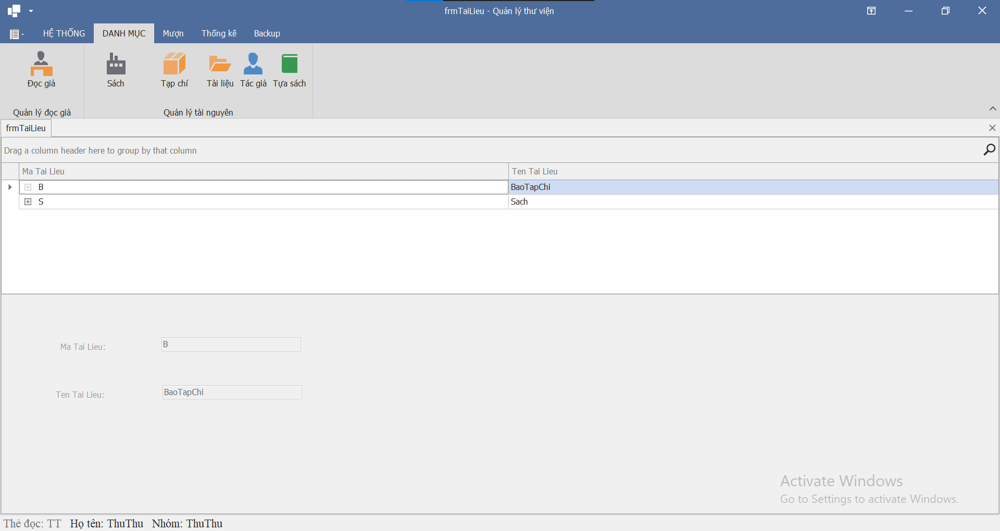 frmTaiLieu - Quản lý thư viện
HỆ THỐNG DANH MỤC Mượn Thống kê Backup
Đọc giả Sách Tạp chí Tài liệu Tác giả Tựa sách
Quản lý đọc giả Quản lý tài nguyên
frmTaiLieu
Drag a column header here to group by that column
Ma Tai Lieu Ten Tai Lieu
B BaoTapChi
S Sach
Ma Tai Lieu: B
Ten Tai Lieu: BaoTapChi
Activate Windows
Go to Settings to activate Windows.
Thẻ đọc: TT Họ tên: ThuThu Nhóm: ThuThu